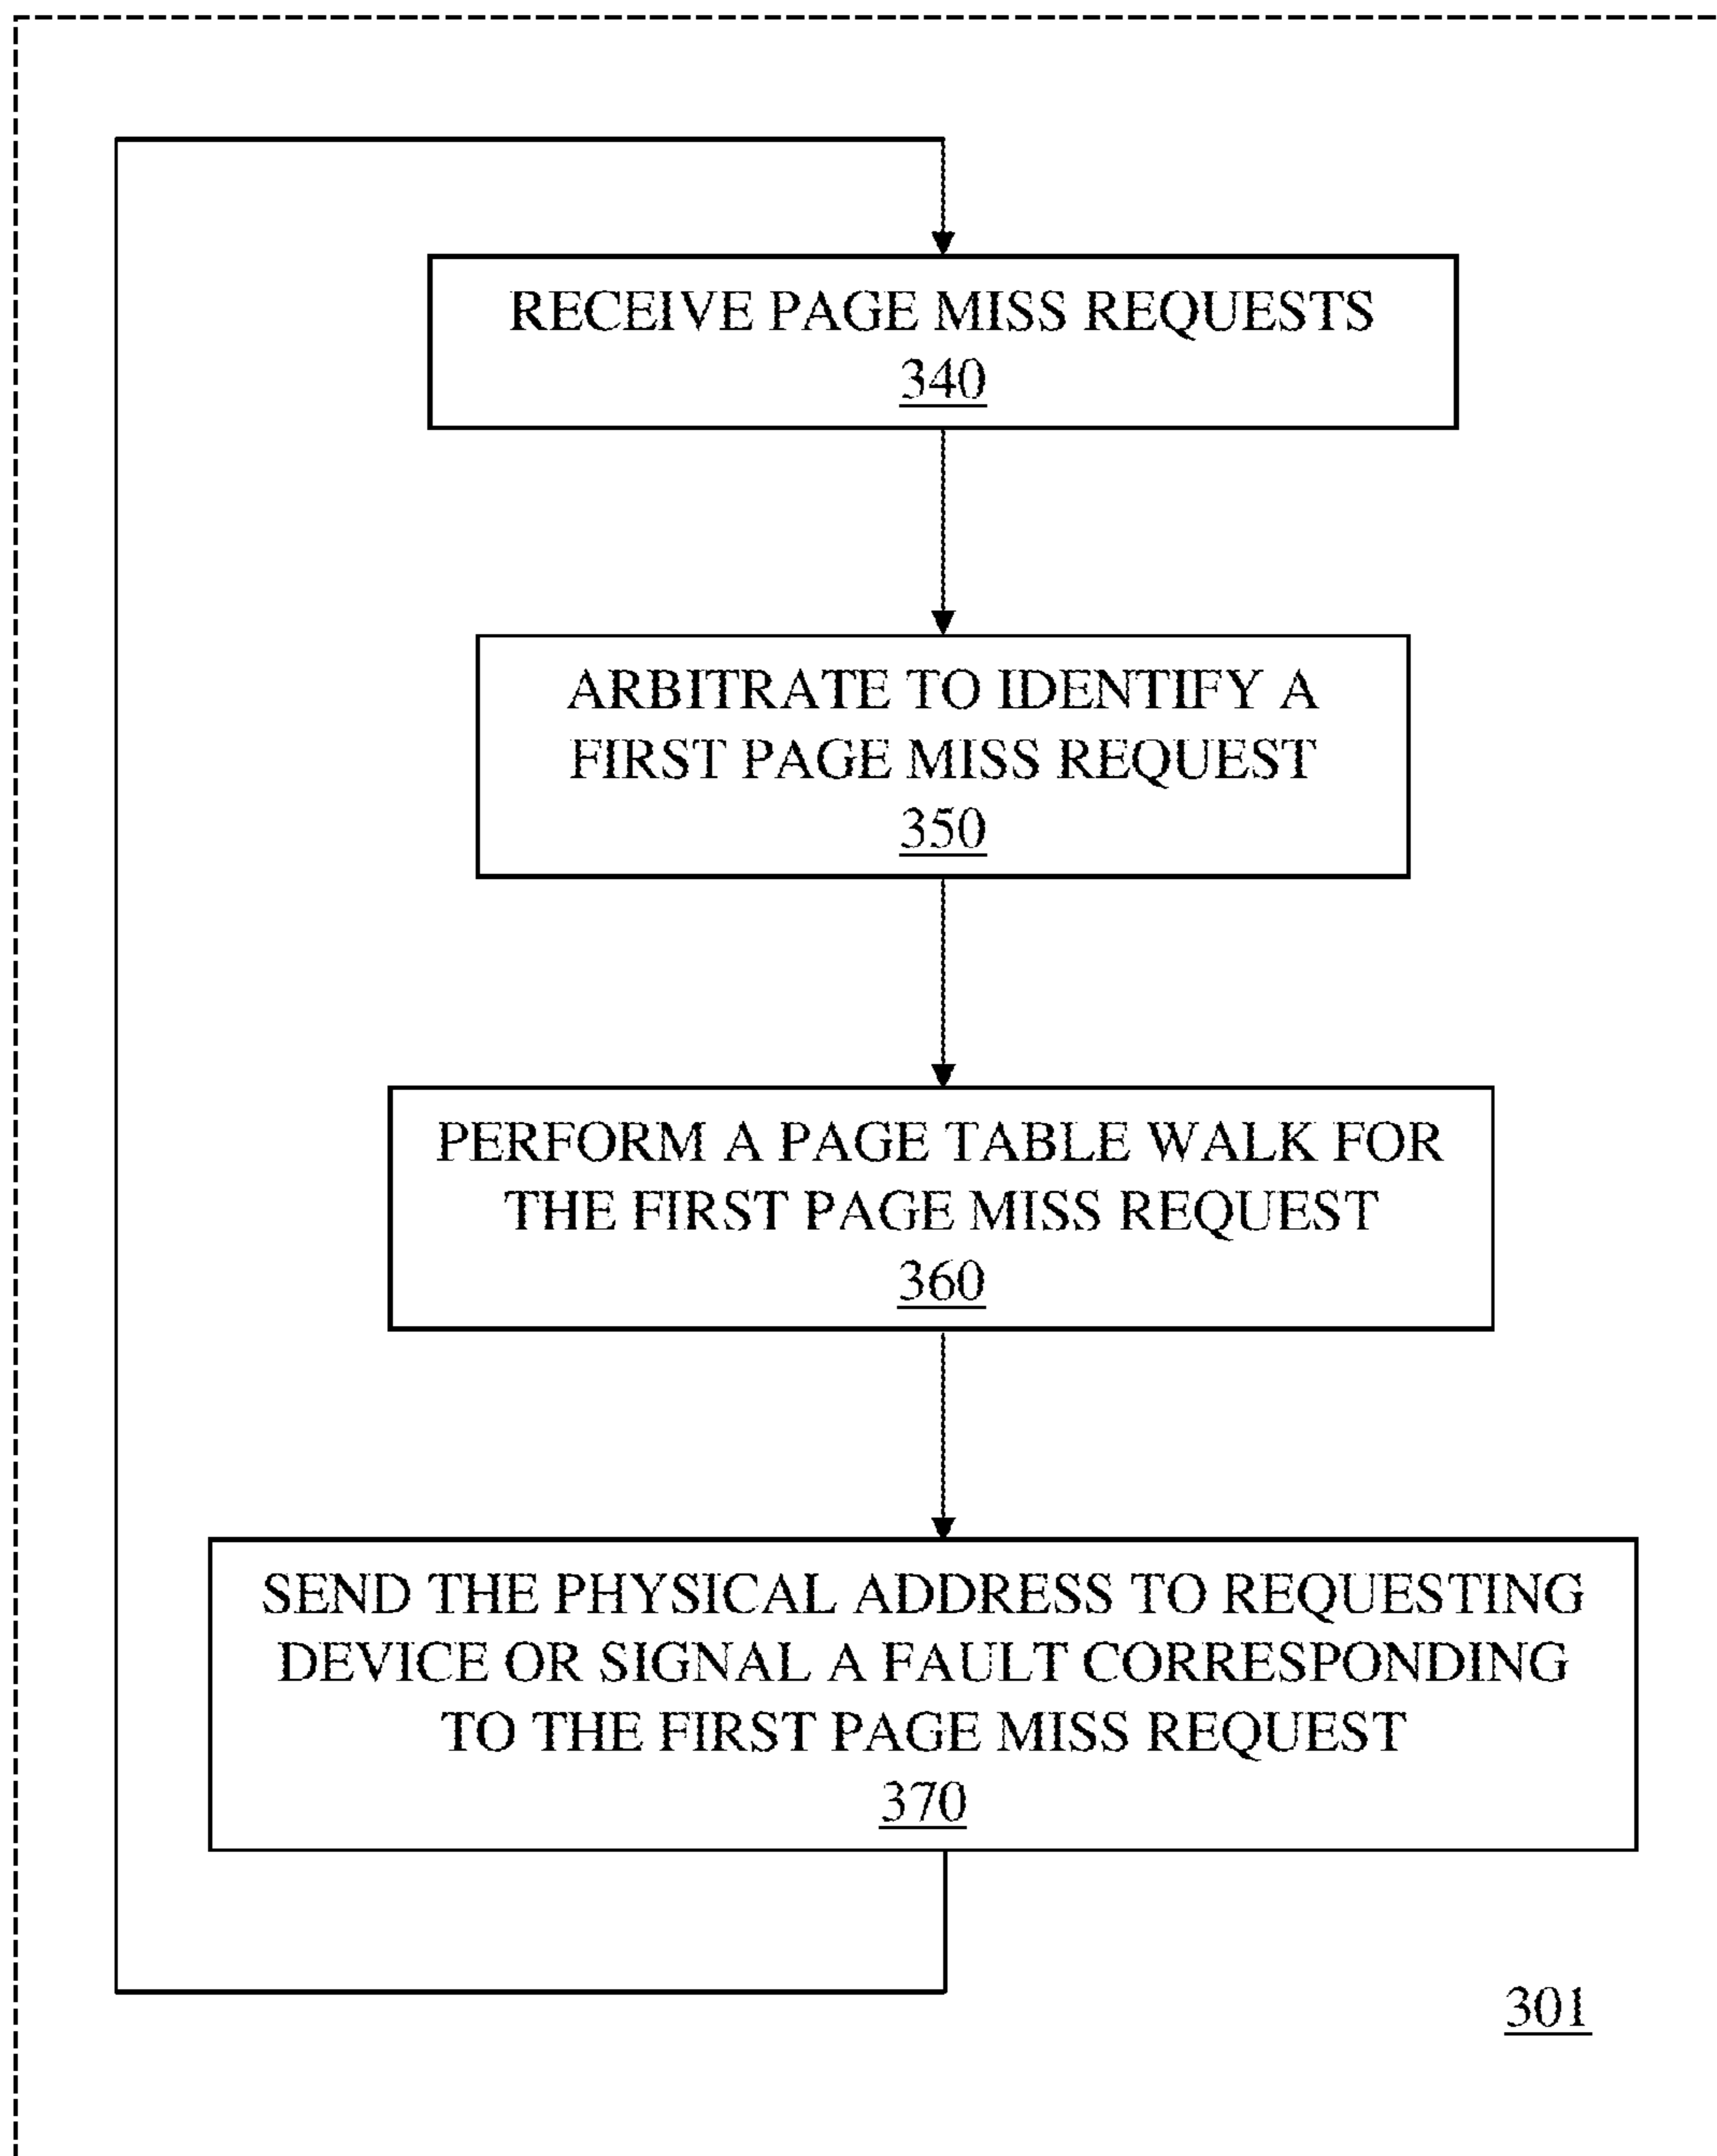 RECEIVE PAGE MISS REQUESTS
340
ARBITRATE TO IDENTIFY A
FIRST PAGE MISS REQUEST
350
PERFORM A PAGE TABLE WALK FOR
THE FIRST PAGE MISS REQUEST
360
SEND THE PHYSICAL ADDRESS TO REQUESTING
DEVICE OR SIGNAL A FAULT CORRESPONDING
TO THE FIRST PAGE MISS REQUEST
370
301